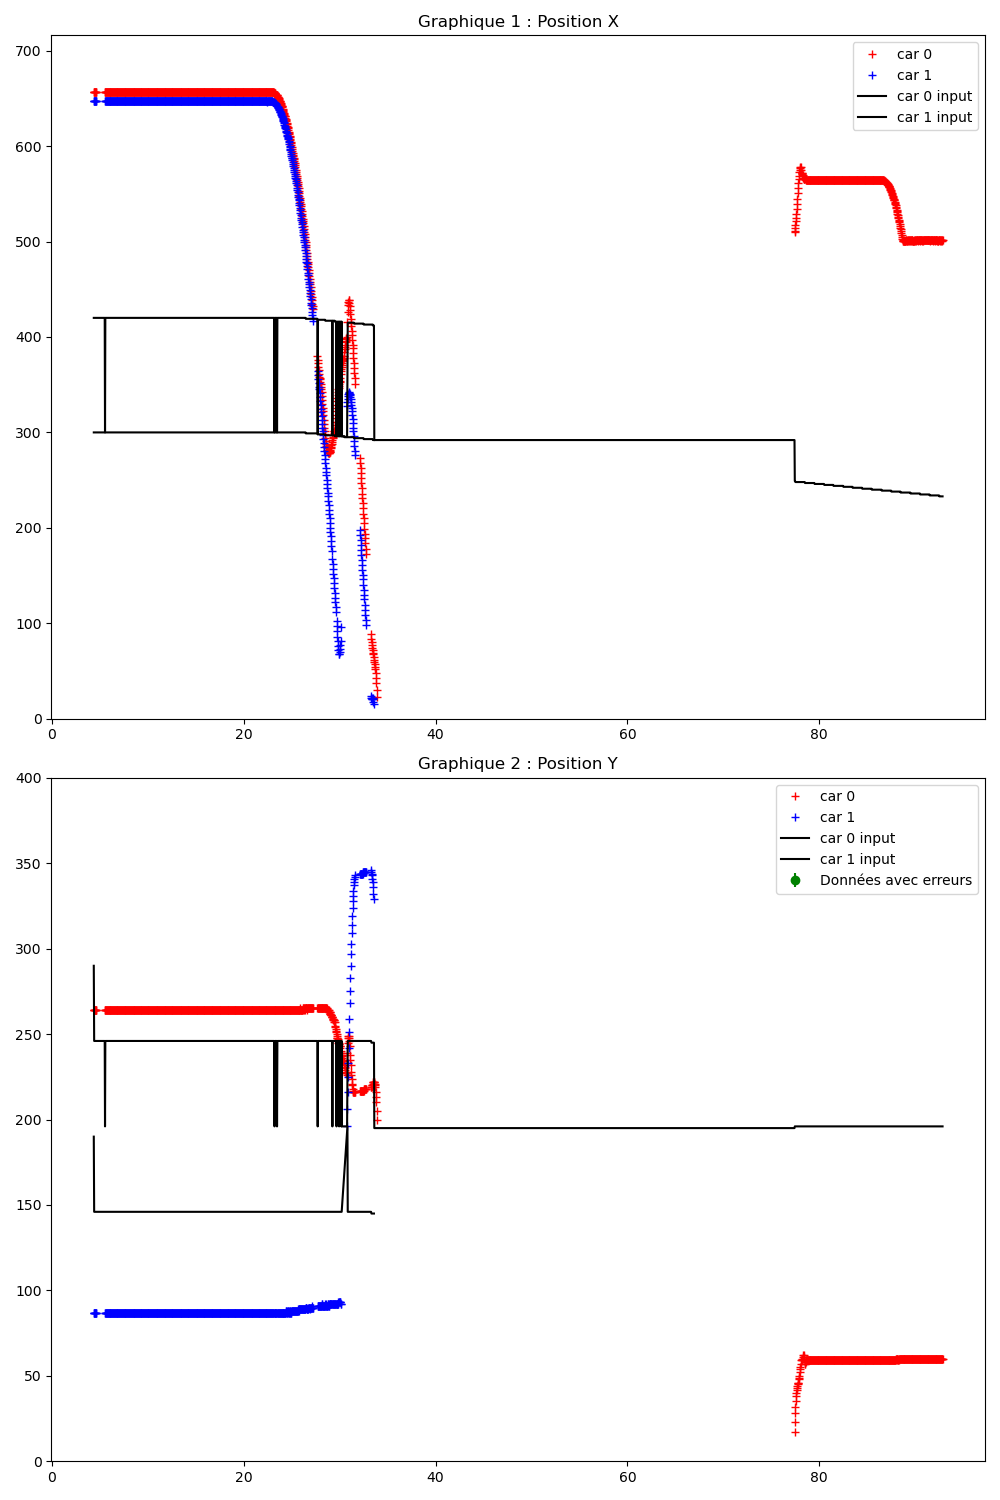 Graphique 1 : Position X
700
600
500
400
300
200
100
0
car 0
car 1
car 0 input
car 1 input
0 20 40 60 80
Graphique 2 : Position Y
400
350
300
250
200
150
100
50
0
car 0
car 1
car 0 input
car 1 input
Données avec erreurs
0 20 40 60 80